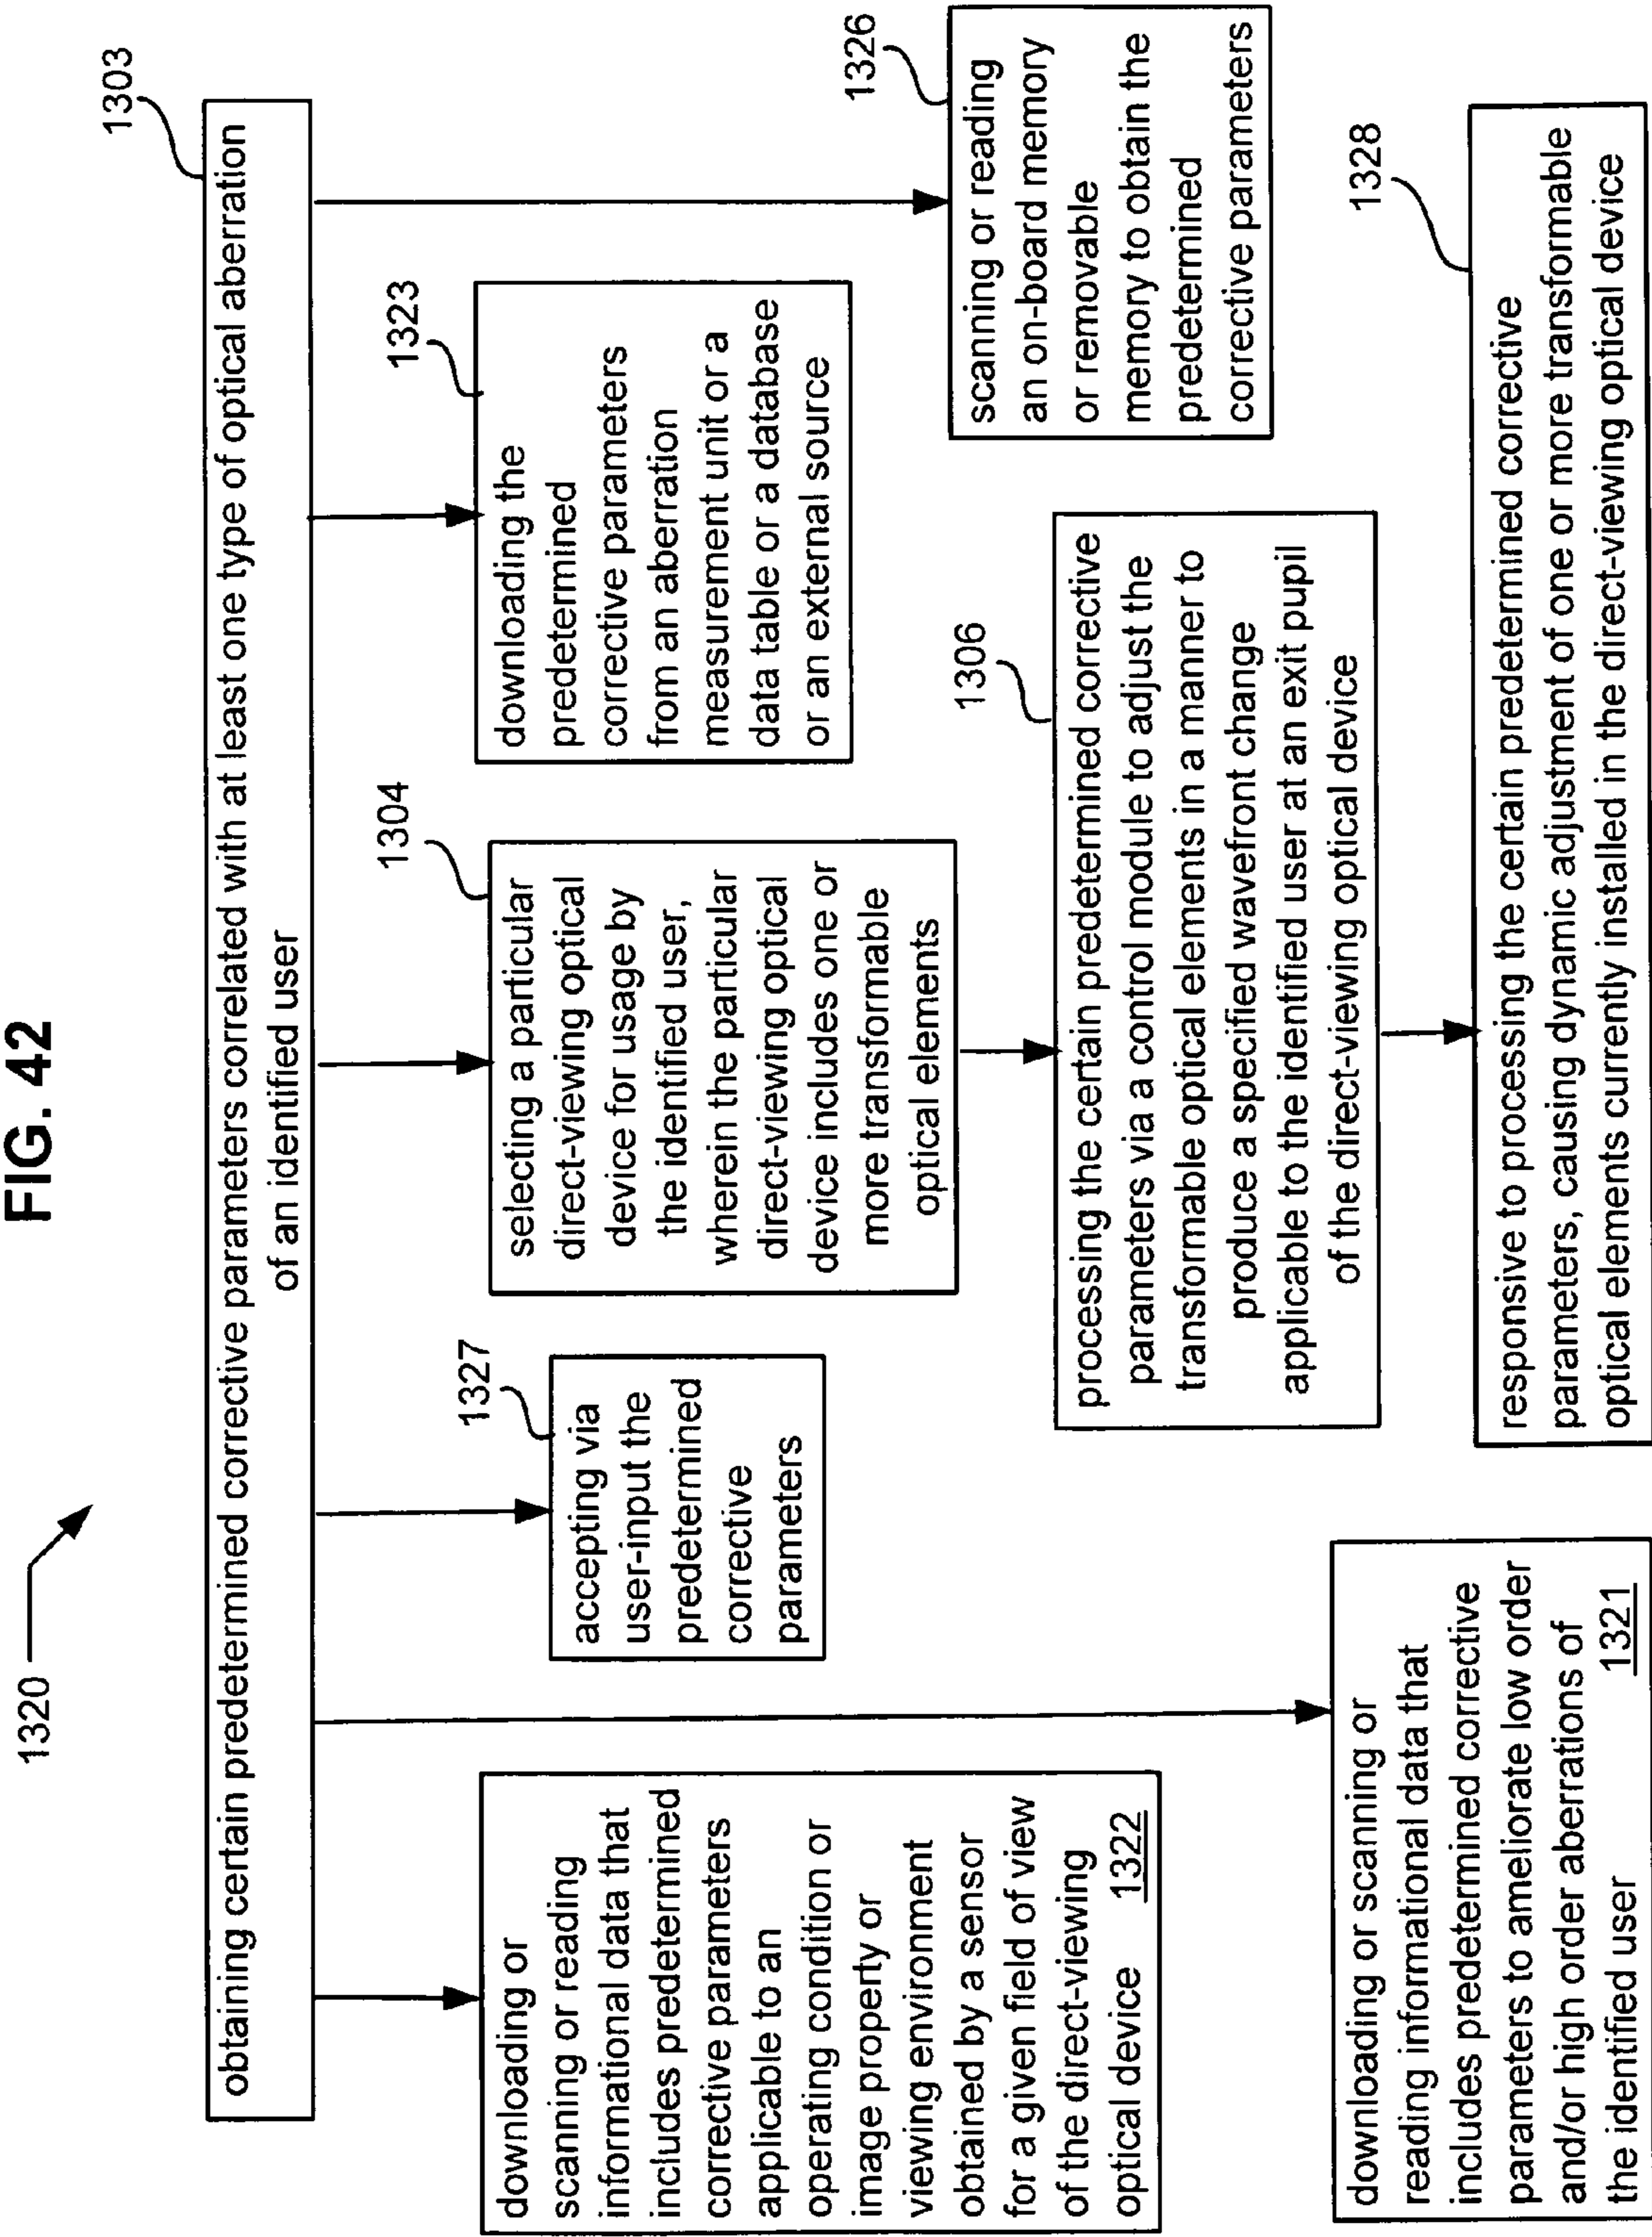 FIG. 42
1320
1303
obtaining certain predetermined corrective parameters correlated with at least one type of optical aberration
of an identified user
downloading or
scanning or reading
informational data that
includes predetermined
corrective parameters
applicable to an
operating condition or
image property or
viewing environment
obtained by a sensor
for a given field of view
of the direct-viewing
optical device 1322
downloading or scanning or
reading informational data that
includes predetermined corrective
parameters to ameliorate low order
and/or high order aberrations of
the identified user 1321
1327
accepting via
user-input the
predetermined
corrective
parameters
1304
selecting a particular
direct-viewing optical
device for usage by
the identified user,
wherein the particular
direct-viewing optical
device includes one or
more transformable
optical elements
1323
downloading the
predetermined
corrective parameters
from an aberration
measurement unit or a
data table or a database
or an external source
1326
scanning or reading
an on-board memory
or removable
memory to obtain the
predetermined
corrective parameters
1306
processing the certain predetermined corrective
parameters via a control module to adjust the
transformable optical elements in a manner to
produce a specified wavefront change
applicable to the identified user at an exit pupil
of the direct-viewing optical device
1328
responsive to processing the certain predetermined corrective
parameters, causing dynamic adjustment of one or more transformable
optical elements currently installed in the direct-viewing optical device